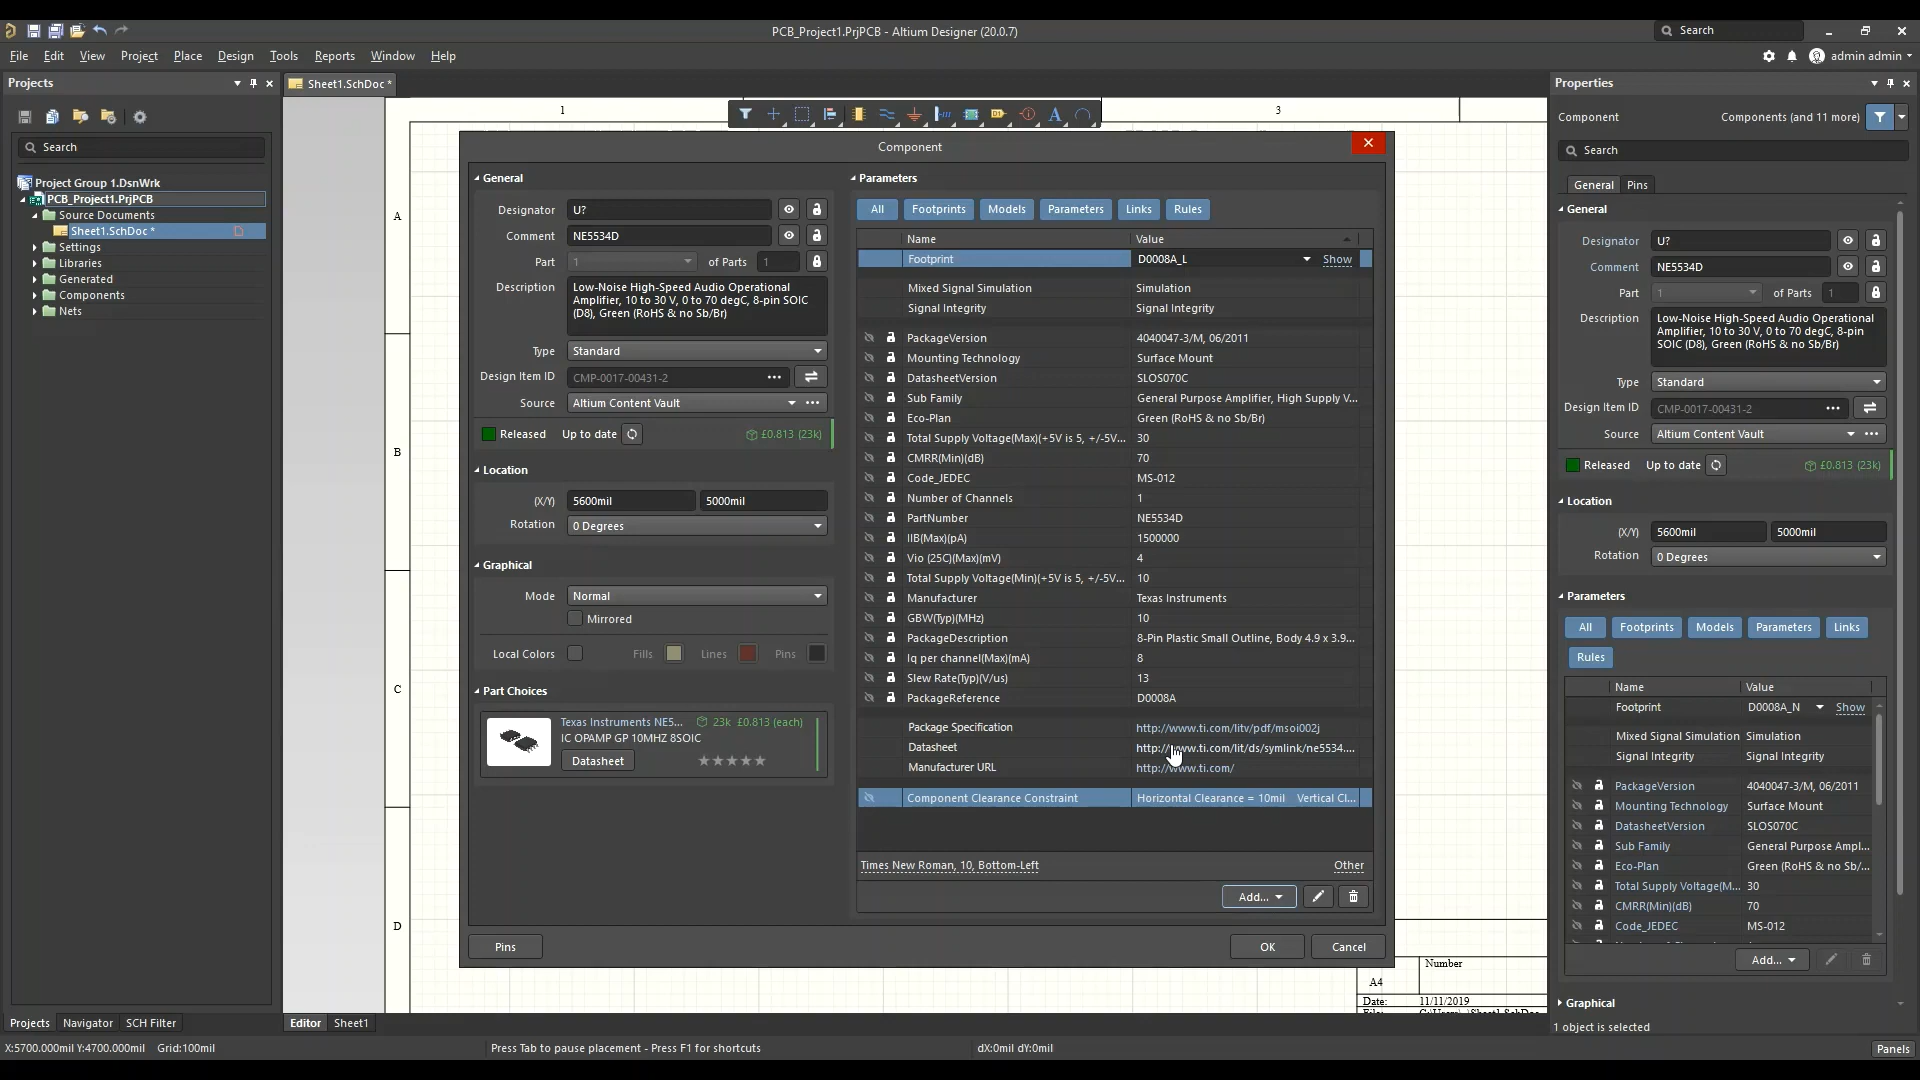 PCB_Project1.PrjPCB - Altium Designer (20.0.7)
Search
File Edit View Project Place Design Tools Reports Window Help
admin admin
Projects
Search
Project Group 1.DsnWrk
PCB_Project1.PrjPCB
Source Documents
Sheet1.SchDoc *
Settings
Libraries
Generated
Components
Nets
Projects Navigator SCH Filter
Sheet1.SchDoc *
1
3
A
B
C
D
Component
General
Designator U?
Comment NE5534D
Part 1 of Parts 1
Description Low-Noise High-Speed Audio Operational
Amplifier, 10 to 30 V, 0 to 70 degC, 8-pin SOIC
(D8), Green (RoHS & no Sb/Br)
Type Standard
Design Item ID CMP-0017-00431-2
Source Altium Content Vault
Released Up to date £0.813 (23k)
Location
(X/Y) 5600mil 5000mil
Rotation 0 Degrees
Graphical
Mode Normal
Mirrored
Local Colors Fills Lines Pins
Part Choices
Texas Instruments NE5... 23k £0.813 (each)
IC OPAMP GP 10MHZ 8SOIC
Datasheet
Parameters
All Footprints Models Parameters Links Rules
Name Value
Footprint D0008A_L Show
Mixed Signal Simulation Simulation
Signal Integrity Signal Integrity
PackageVersion 4040047-3/M, 06/2011
Mounting Technology Surface Mount
DatasheetVersion SLOS070C
Sub Family General Purpose Amplifier, High Supply V...
Eco-Plan Green (RoHS & no Sb/Br)
Total Supply Voltage(Max)(+5V is 5, +/-5V... 30
CMRR(Min)(dB) 70
Code_JEDEC MS-012
Number of Channels 1
PartNumber NE5534D
IIB(Max)(pA) 1500000
Vio (25C)(Max)(mV) 4
Total Supply Voltage(Min)(+5V is 5, +/-5V... 10
Manufacturer Texas Instruments
GBW(Typ)(MHz) 10
PackageDescription 8-Pin Plastic Small Outline, Body 4.9 x 3.9...
Iq per channel(Max)(mA) 8
Slew Rate(Typ)(V/us) 13
PackageReference D0008A
Package Specification http://www.ti.com/litv/pdf/msoi002j
Datasheet http://www.ti.com/lit/ds/symlink/ne5534....
Manufacturer URL http://www.ti.com/
Component Clearance Constraint Horizontal Clearance = 10mil Vertical Cl...
Times New Roman, 10, Bottom-Left Other
Add...
Pins OK Cancel
Number
A4
Date: 11/11/2019
Editor Sheet1
Properties
Component Components (and 11 more)
Search
General Pins
General
Designator U?
Comment NE5534D
Part 1 of Parts 1
Description Low-Noise High-Speed Audio Operational
Amplifier, 10 to 30 V, 0 to 70 degC, 8-pin
SOIC (D8), Green (RoHS & no Sb/Br)
Type Standard
Design Item ID CMP-0017-00431-2
Source Altium Content Vault
Released Up to date £0.813 (23k)
Location
(X/Y) 5600mil 5000mil
Rotation 0 Degrees
Parameters
All Footprints Models Parameters Links
Rules
Name Value
Footprint D0008A_N Show
Mixed Signal Simulation Simulation
Signal Integrity Signal Integrity
PackageVersion 4040047-3/M, 06/2011
Mounting Technology Surface Mount
DatasheetVersion SLOS070C
Sub Family General Purpose Ampl...
Eco-Plan Green (RoHS & no Sb/...
Total Supply Voltage(M... 30
CMRR(Min)(dB) 70
Code_JEDEC MS-012
Add...
Graphical
1 object is selected
X:5700.000mil Y:4700.000mil Grid:100mil
Press Tab to pause placement - Press F1 for shortcuts
dX:0mil dY:0mil
Panels